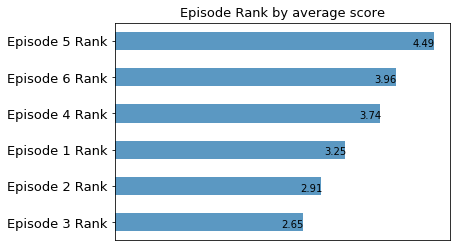 Episode Rank by average score
Episode 5 Rank 4.49
Episode 6 Rank 3.96
Episode 4 Rank 3.74
Episode 1 Rank 3.25
Episode 2 Rank 2.91
Episode 3 Rank 2.65